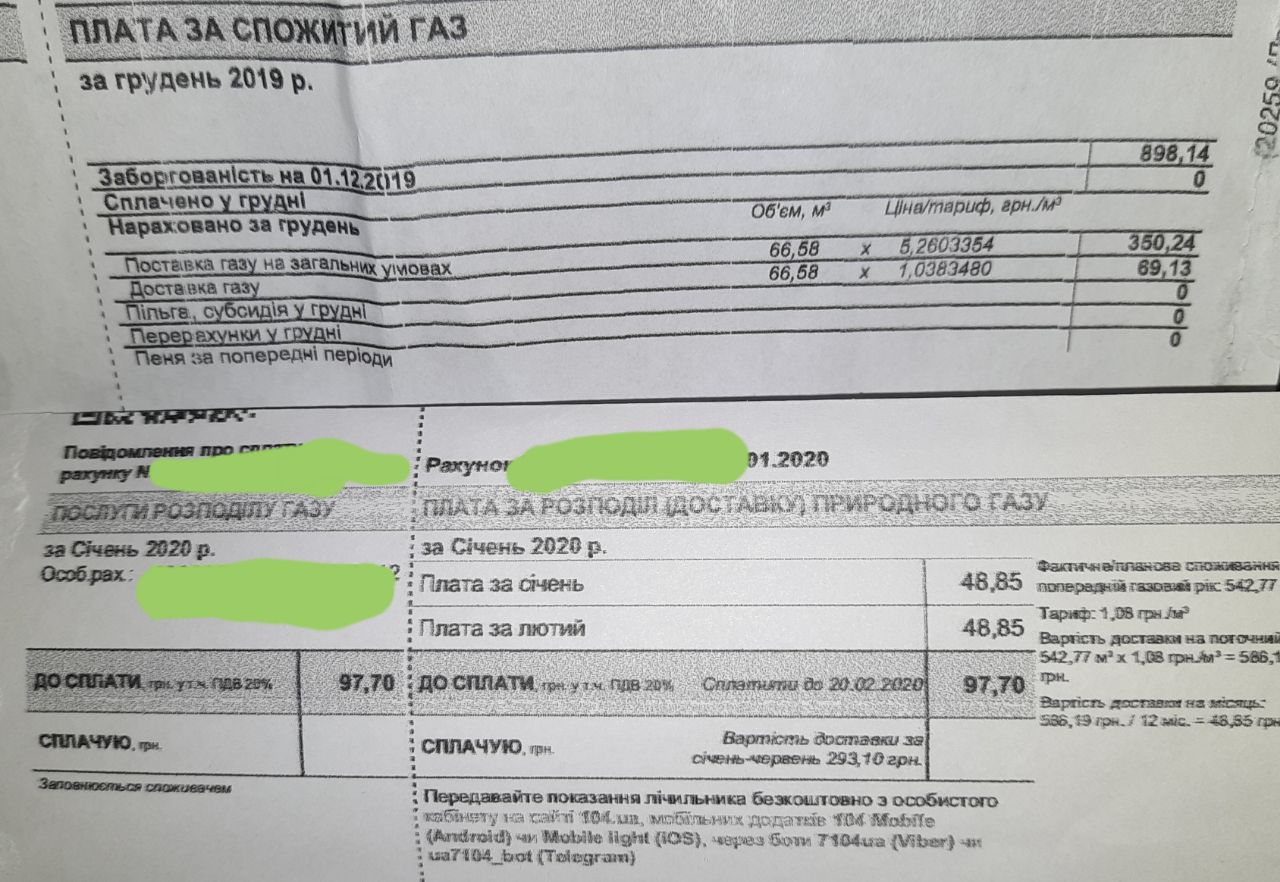 ПЛАТА ЗА СПОЖИТИЙ ГАЗ
за грудень 2019 р.
(20259
Заборгованість на 01.12.2019 898,14
Сплачено у грудні 0
Нараховано за грудень Об'єм, м³ Ціна/тариф, грн./м³
Поставка газу на загальних умовах 66,58 x 5,2603354 350,24
Доставка газу 66,58 x 1,0383480 69,13
Пільга, субсидія у грудні 0
Перерахунки у грудні 0
Пеня за попередні періоди 0
Повідомлення про
рахунку №
Рахунок 01.2020
ПОСЛУГИ РОЗПОДІЛУ ГАЗУ
ПЛАТА ЗА РОЗПОДІЛ (ДОСТАВКУ) ПРИРОДНОГО ГАЗУ
за Січень 2020 р.
Особ.рах.:
за Січень 2020 р.
Плата за січень 48,85
Плата за лютий 48,85
Фактичне/планове споживання
попередній газовий рік: 542,77
Тариф: 1,08 грн./м³
Вартість доставки на поточний
542,77 м³ х 1,08 грн./м³ = 586,1
грн.
Вартість доставки на місяць:
586,19 грн. / 12 міс. = 48,85 грн
ДО СПЛАТИ, грн. у т.ч. ПДВ 20% 97,70
ДО СПЛАТИ, грн. у т.ч. ПДВ 20% Сплатити до 20.02.2020 97,70
СПЛАЧУЮ, грн.
СПЛАЧУЮ, грн.
Вартість доставки за
січень-червень 293,10 грн.
Заповнюється споживачем
Передавайте показання лічильника безкоштовно з особистого
кабінету на сайті 104.ua, мобільних додатків 104 Mobile
(Android) чи Mobile light (iOS), через боти 7104ua (Viber) чи
ua7104_bot (Telegram)